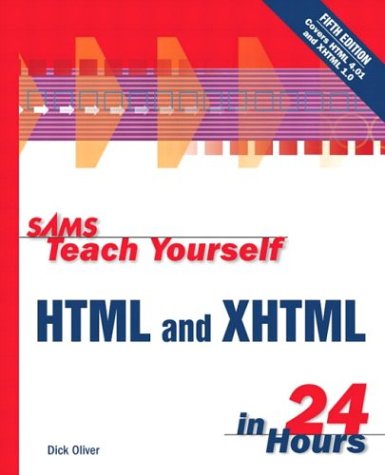 FIFTH EDITION
Covers HTML 4.01
and XHTML 1.0
SAMS
Teach Yourself
HTML and XHTML
in 24
Hours
Dick Oliver